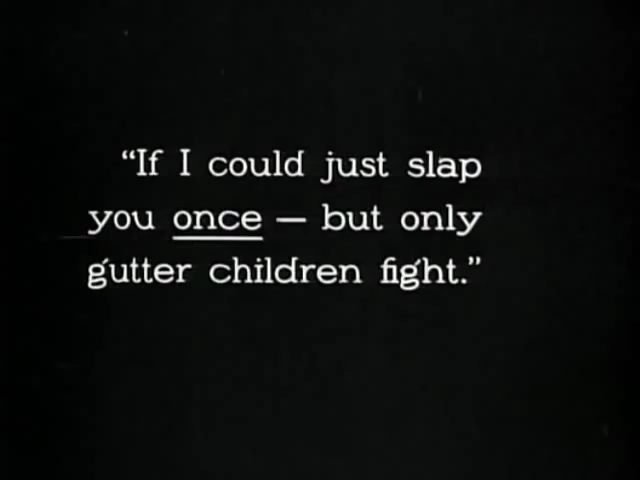 “If I could just slap
you once — but only
gutter children fight.”